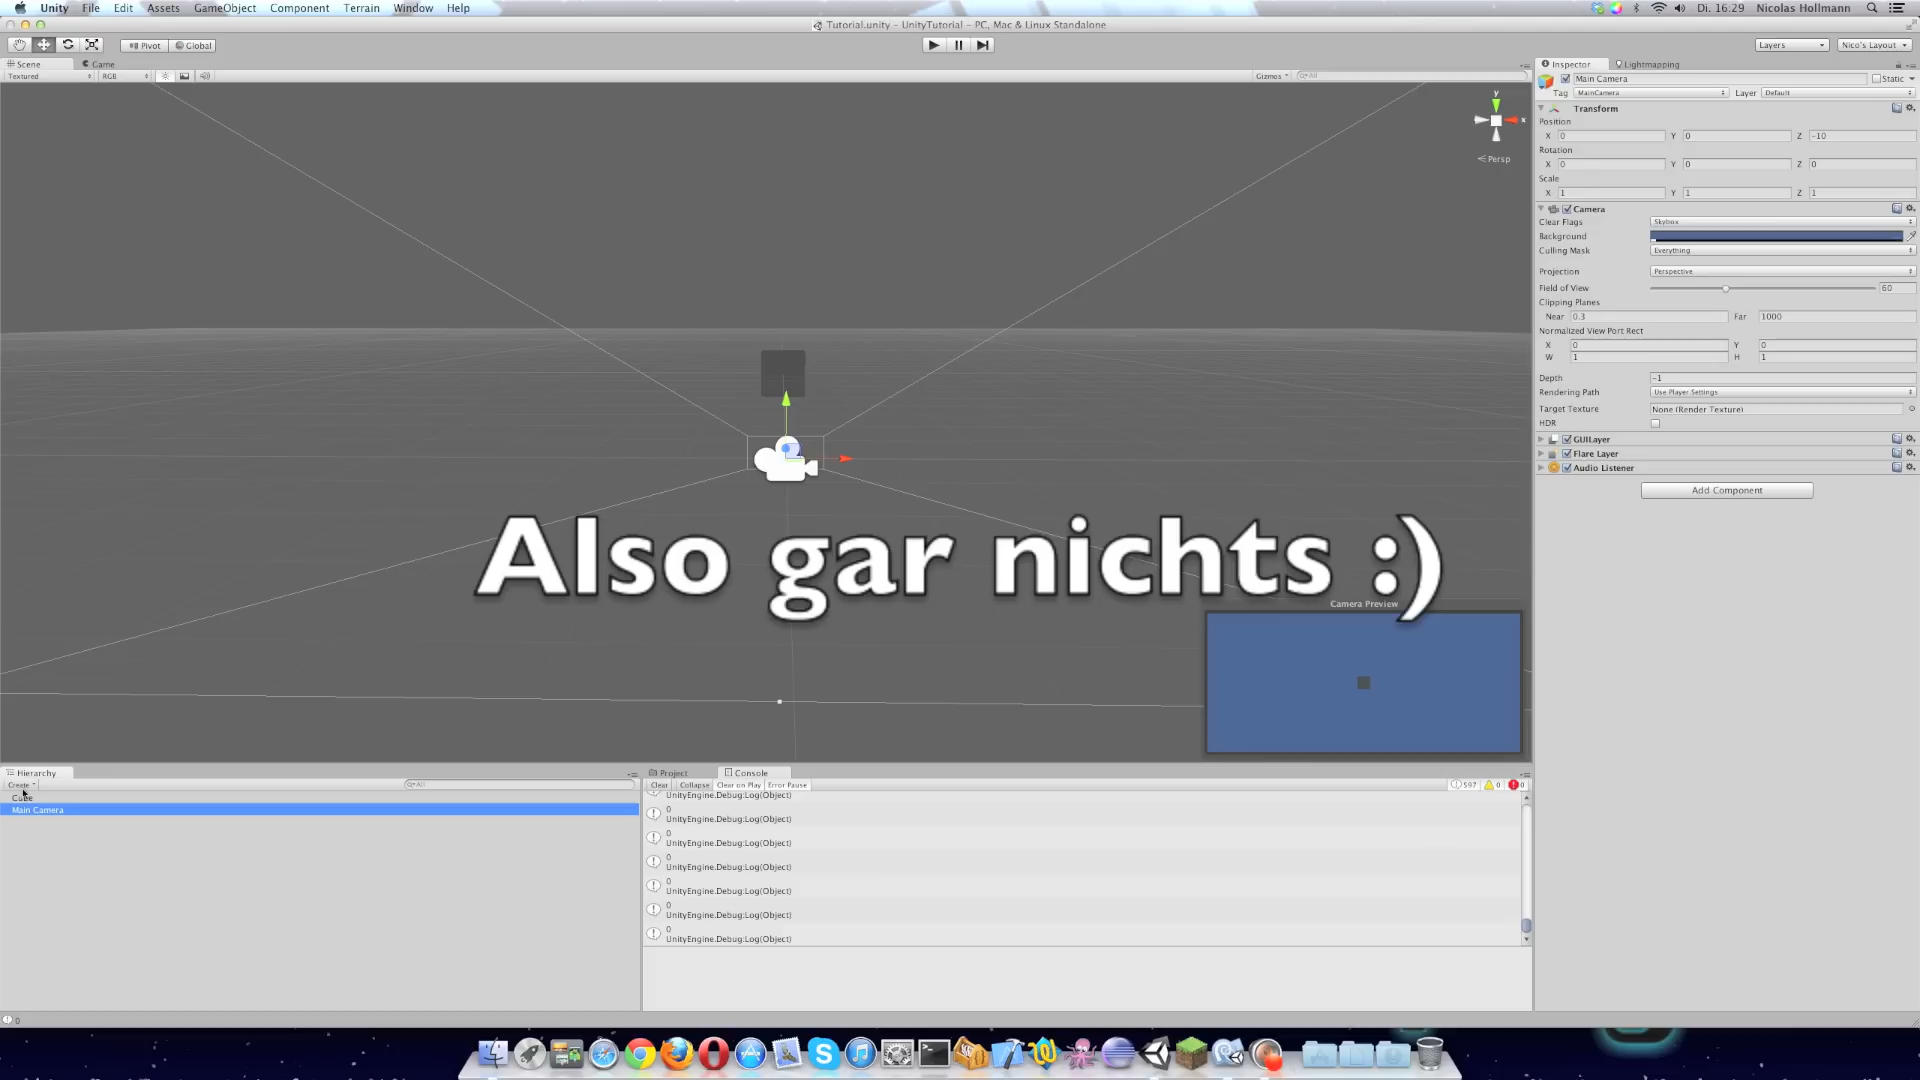 Unity File Edit Assets GameObject Component Terrain Window Help Di. 16:29 Nicolas Hollmann
Tutorial.unity – UnityTutorial – PC, Mac & Linux Standalone
Pivot Global Layers Nico's Layout
Scene Game
Textured RGB Gizmos All
y
x
Persp
Also gar nichts :)
Camera Preview
Inspector Lightmapping
Main Camera Static
Tag MainCamera Layer Default
Transform
Position
X 0 Y 0 Z -10
Rotation
X 0 Y 0 Z 0
Scale
X 1 Y 1 Z 1
Camera
Clear Flags Skybox
Background
Culling Mask Everything
Projection Perspective
Field of View 60
Clipping Planes
Near 0.3 Far 1000
Normalized View Port Rect
X 0 Y 0
W 1 H 1
Depth -1
Rendering Path Use Player Settings
Target Texture None (Render Texture)
HDR
GUILayer
Flare Layer
Audio Listener
Add Component
Hierarchy
Create All
Main Camera
Project Console
Clear Collapse Clear on Play Error Pause 597 0 0
UnityEngine.Debug:Log(Object)
0
UnityEngine.Debug:Log(Object)
0
UnityEngine.Debug:Log(Object)
0
UnityEngine.Debug:Log(Object)
0
UnityEngine.Debug:Log(Object)
0
UnityEngine.Debug:Log(Object)
0
UnityEngine.Debug:Log(Object)
0